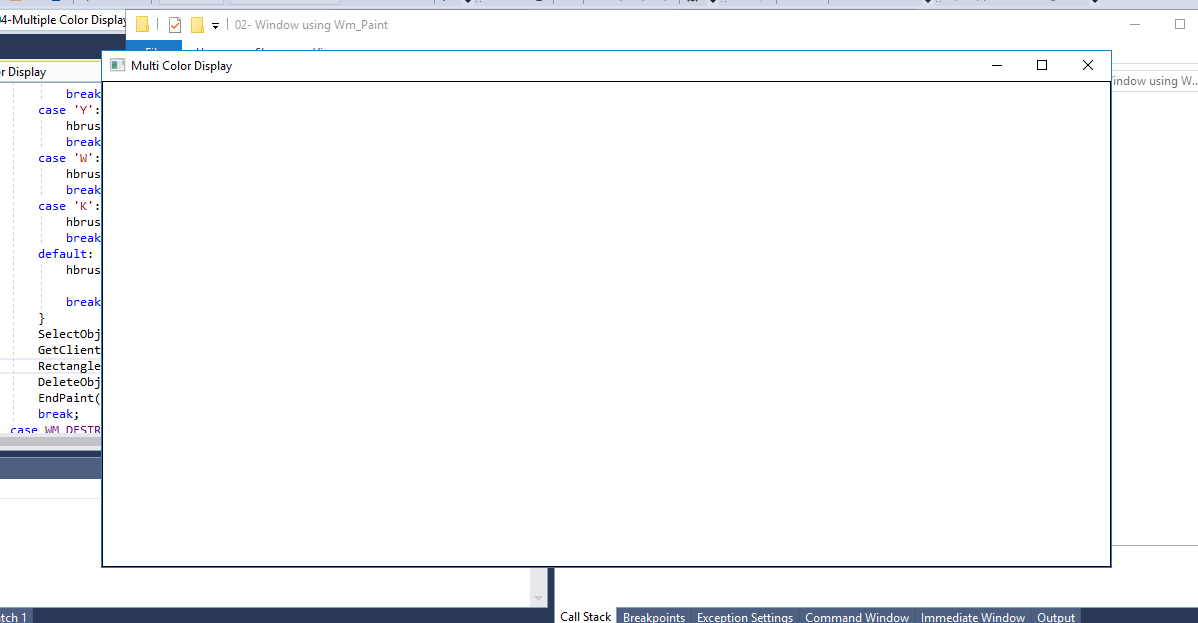 04-Multiple Color Display
02- Window using Wm_Paint
r Display
Multi Color Display
indow using W...
break
case 'Y':
hbrus
break
case 'W':
hbrus
break
case 'K':
hbrus
break
default:
hbrus
break
}
SelectObj
GetClient
Rectangle
DeleteObj
EndPaint(
break;
case WM_DESTR
tch 1
Call Stack Breakpoints Exception Settings Command Window Immediate Window Output